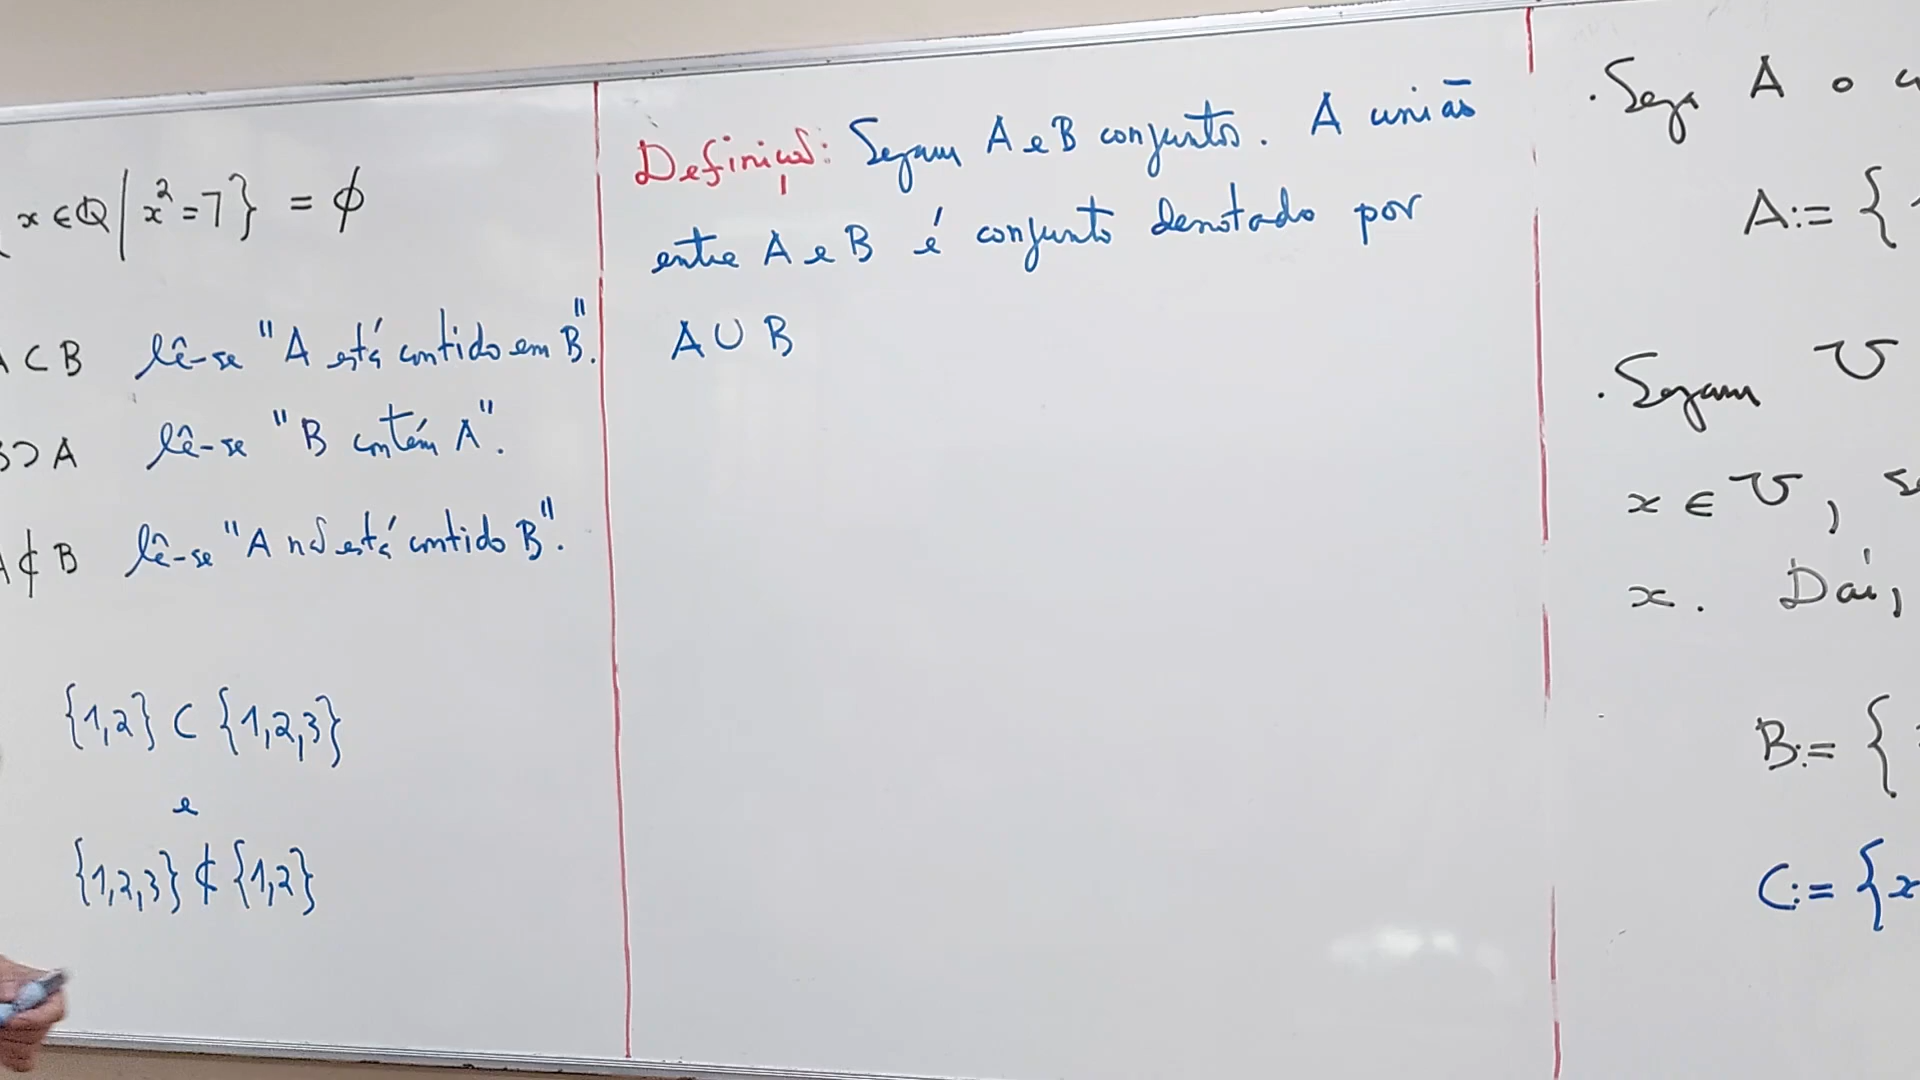 x ∈ ℚ | x² = 7} = ϕ
A ⊂ B lê-se "A está contido em B".
B ⊃ A lê-se "B contém A".
A ⊄ B lê-se "A não está contido B".
{1,2} ⊂ {1,2,3}
e
{1,2,3} ⊄ {1,2}
Definição: Sejam A e B conjuntos. A união
entre A e B é conjunto denotado por
A ∪ B
. Seja A o
A := {
. Sejam V
x ∈ V,
x. Daí,
B := {
C := {x